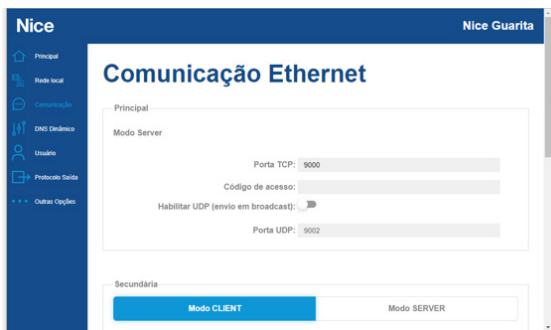 Nice
Nice Guarita
Principal
Rede local
Comunicação
DNS Dinâmico
Usuário
Protocolo Saída
Outras Opções
Comunicação Ethernet
Principal
Modo Server
Porta TCP: 9000
Código de acesso:
Habilitar UDP (envio em broadcast):
Porta UDP: 9002
Secundária
Modo CLIENT
Modo SERVER